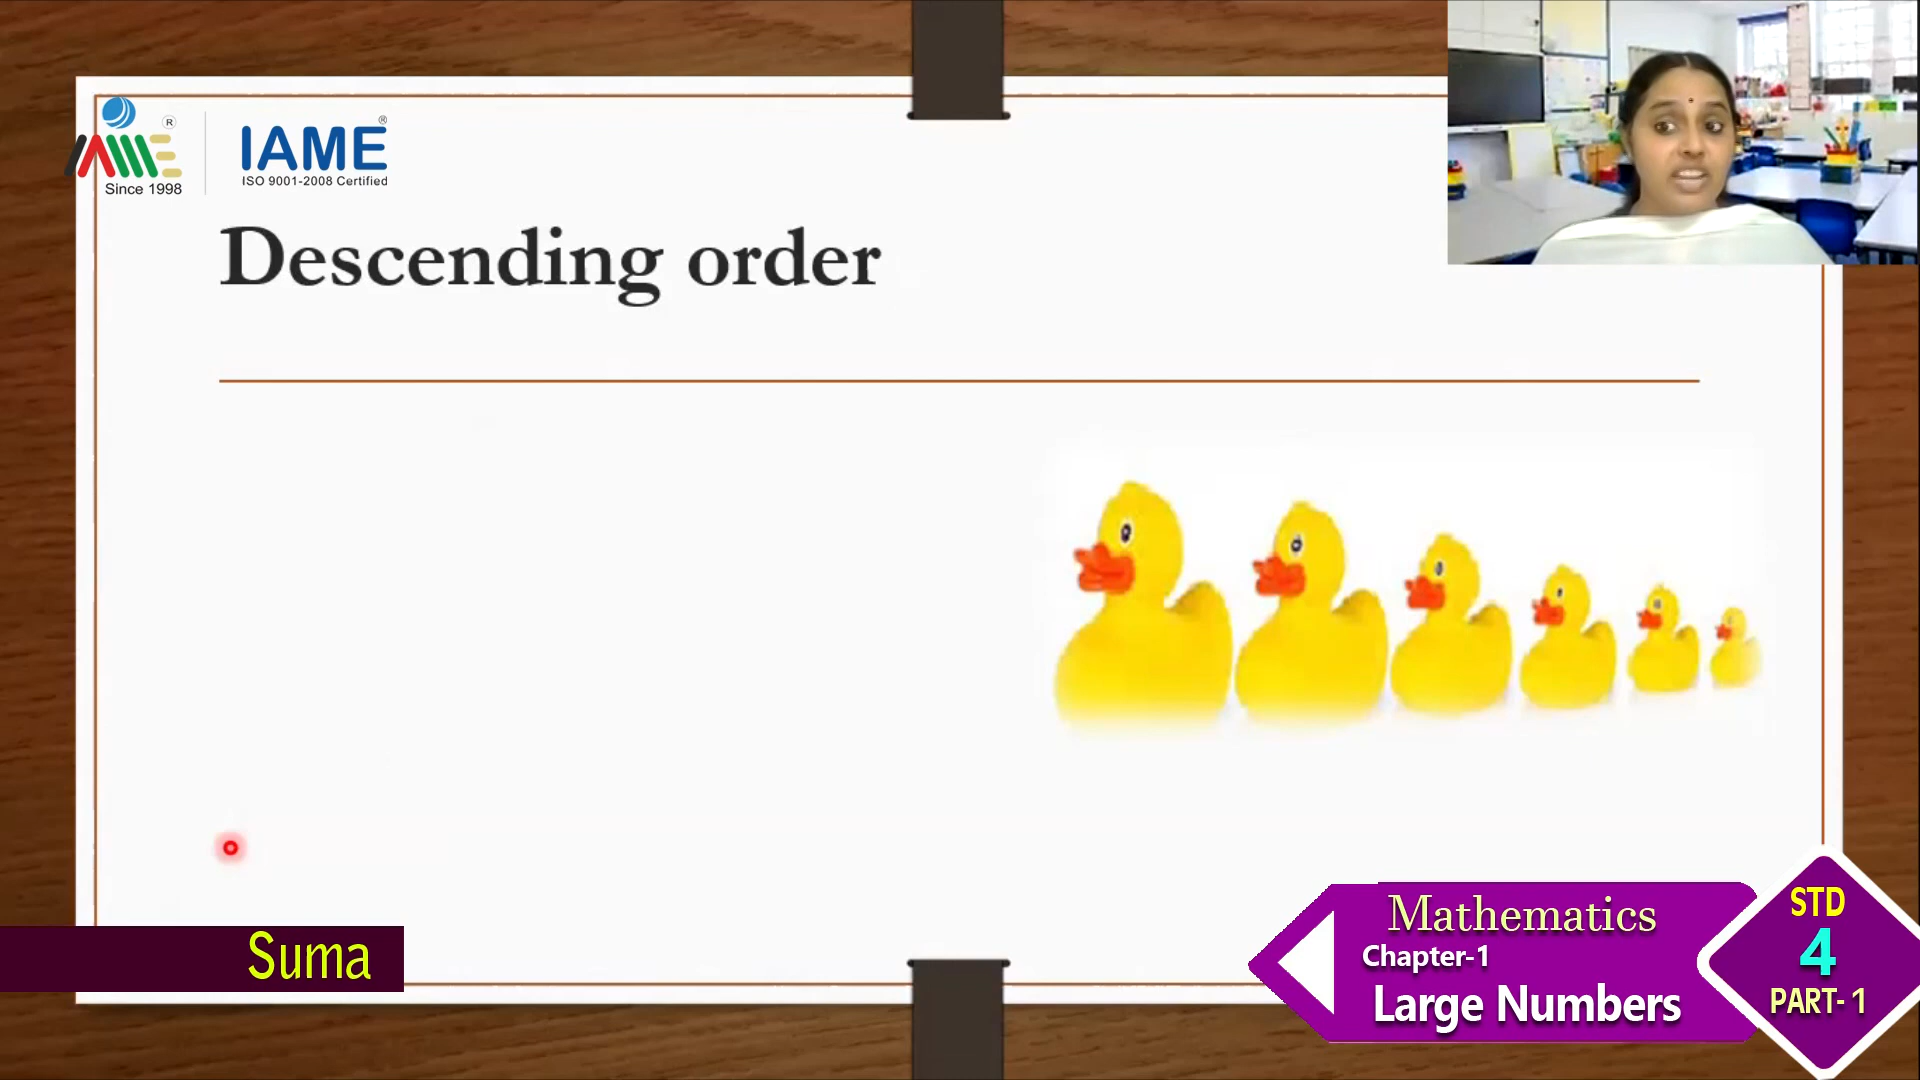 IAME
ISO 9001-2008 Certified
Since 1998
Descending order
Suma
Mathematics
Chapter-1
Large Numbers
STD
4
PART- 1